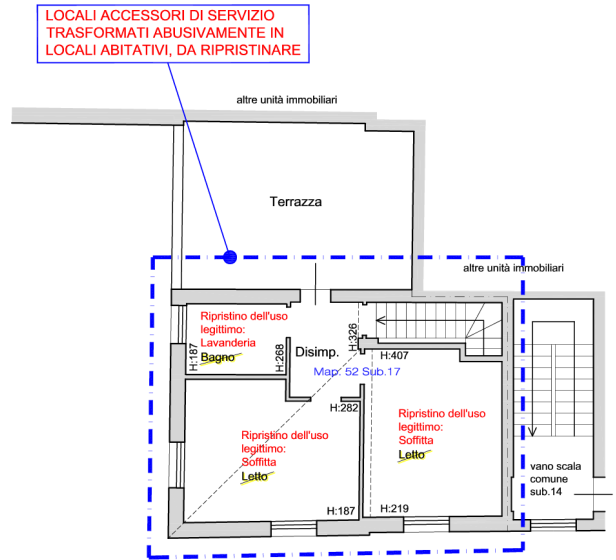 LOCALI ACCESSORI DI SERVIZIO
TRASFORMATI ABUSIVAMENTE IN
LOCALI ABITATIVI, DA RIPRISTINARE
altre unità immobiliari
Terrazza
altre unità immobiliari
Ripristino dell'uso
legittimo:
Lavanderia
Bagno
H:187
H:268
Disimp.
H:326
H:407
Map. 52 Sub.17
H:282
Ripristino dell'uso
legittimo:
Soffitta
Letto
H:187
Ripristino dell'uso
legittimo:
Soffitta
Letto
H:219
vano scala
comune
sub.14